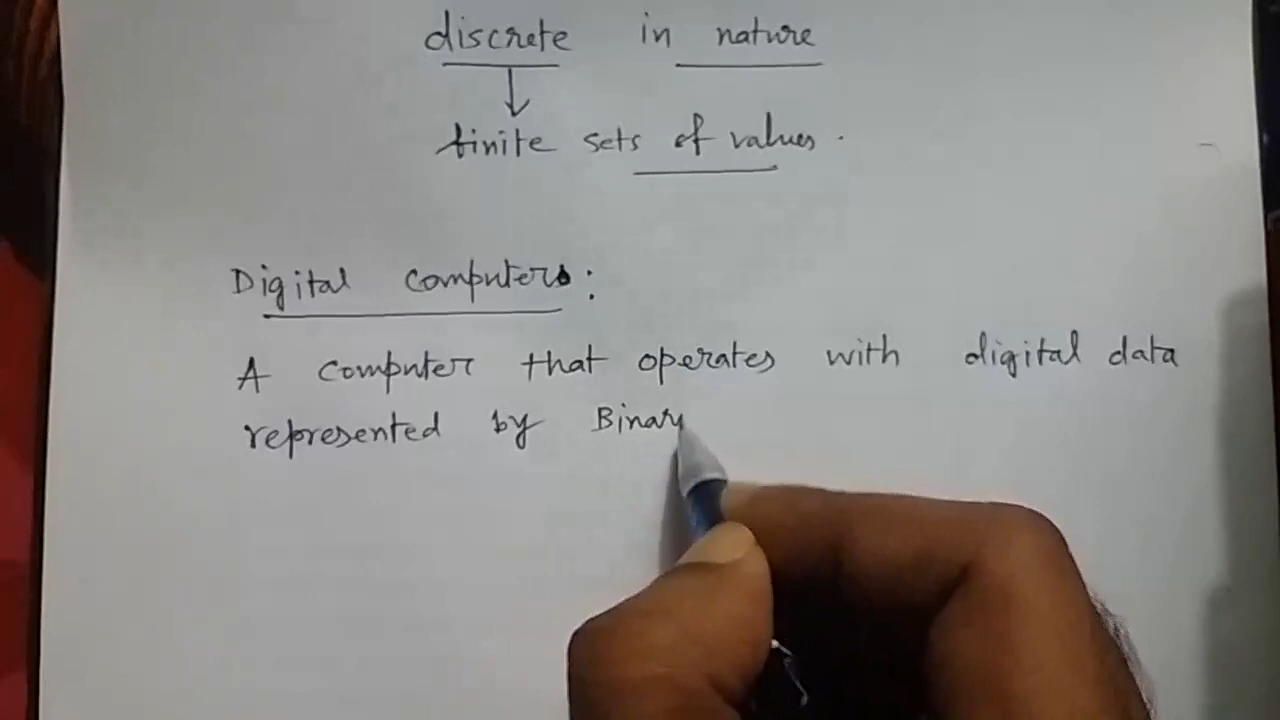 discrete in nature
finite sets of values.
Digital computers:
A computer that operates with digital data
represented by Binary